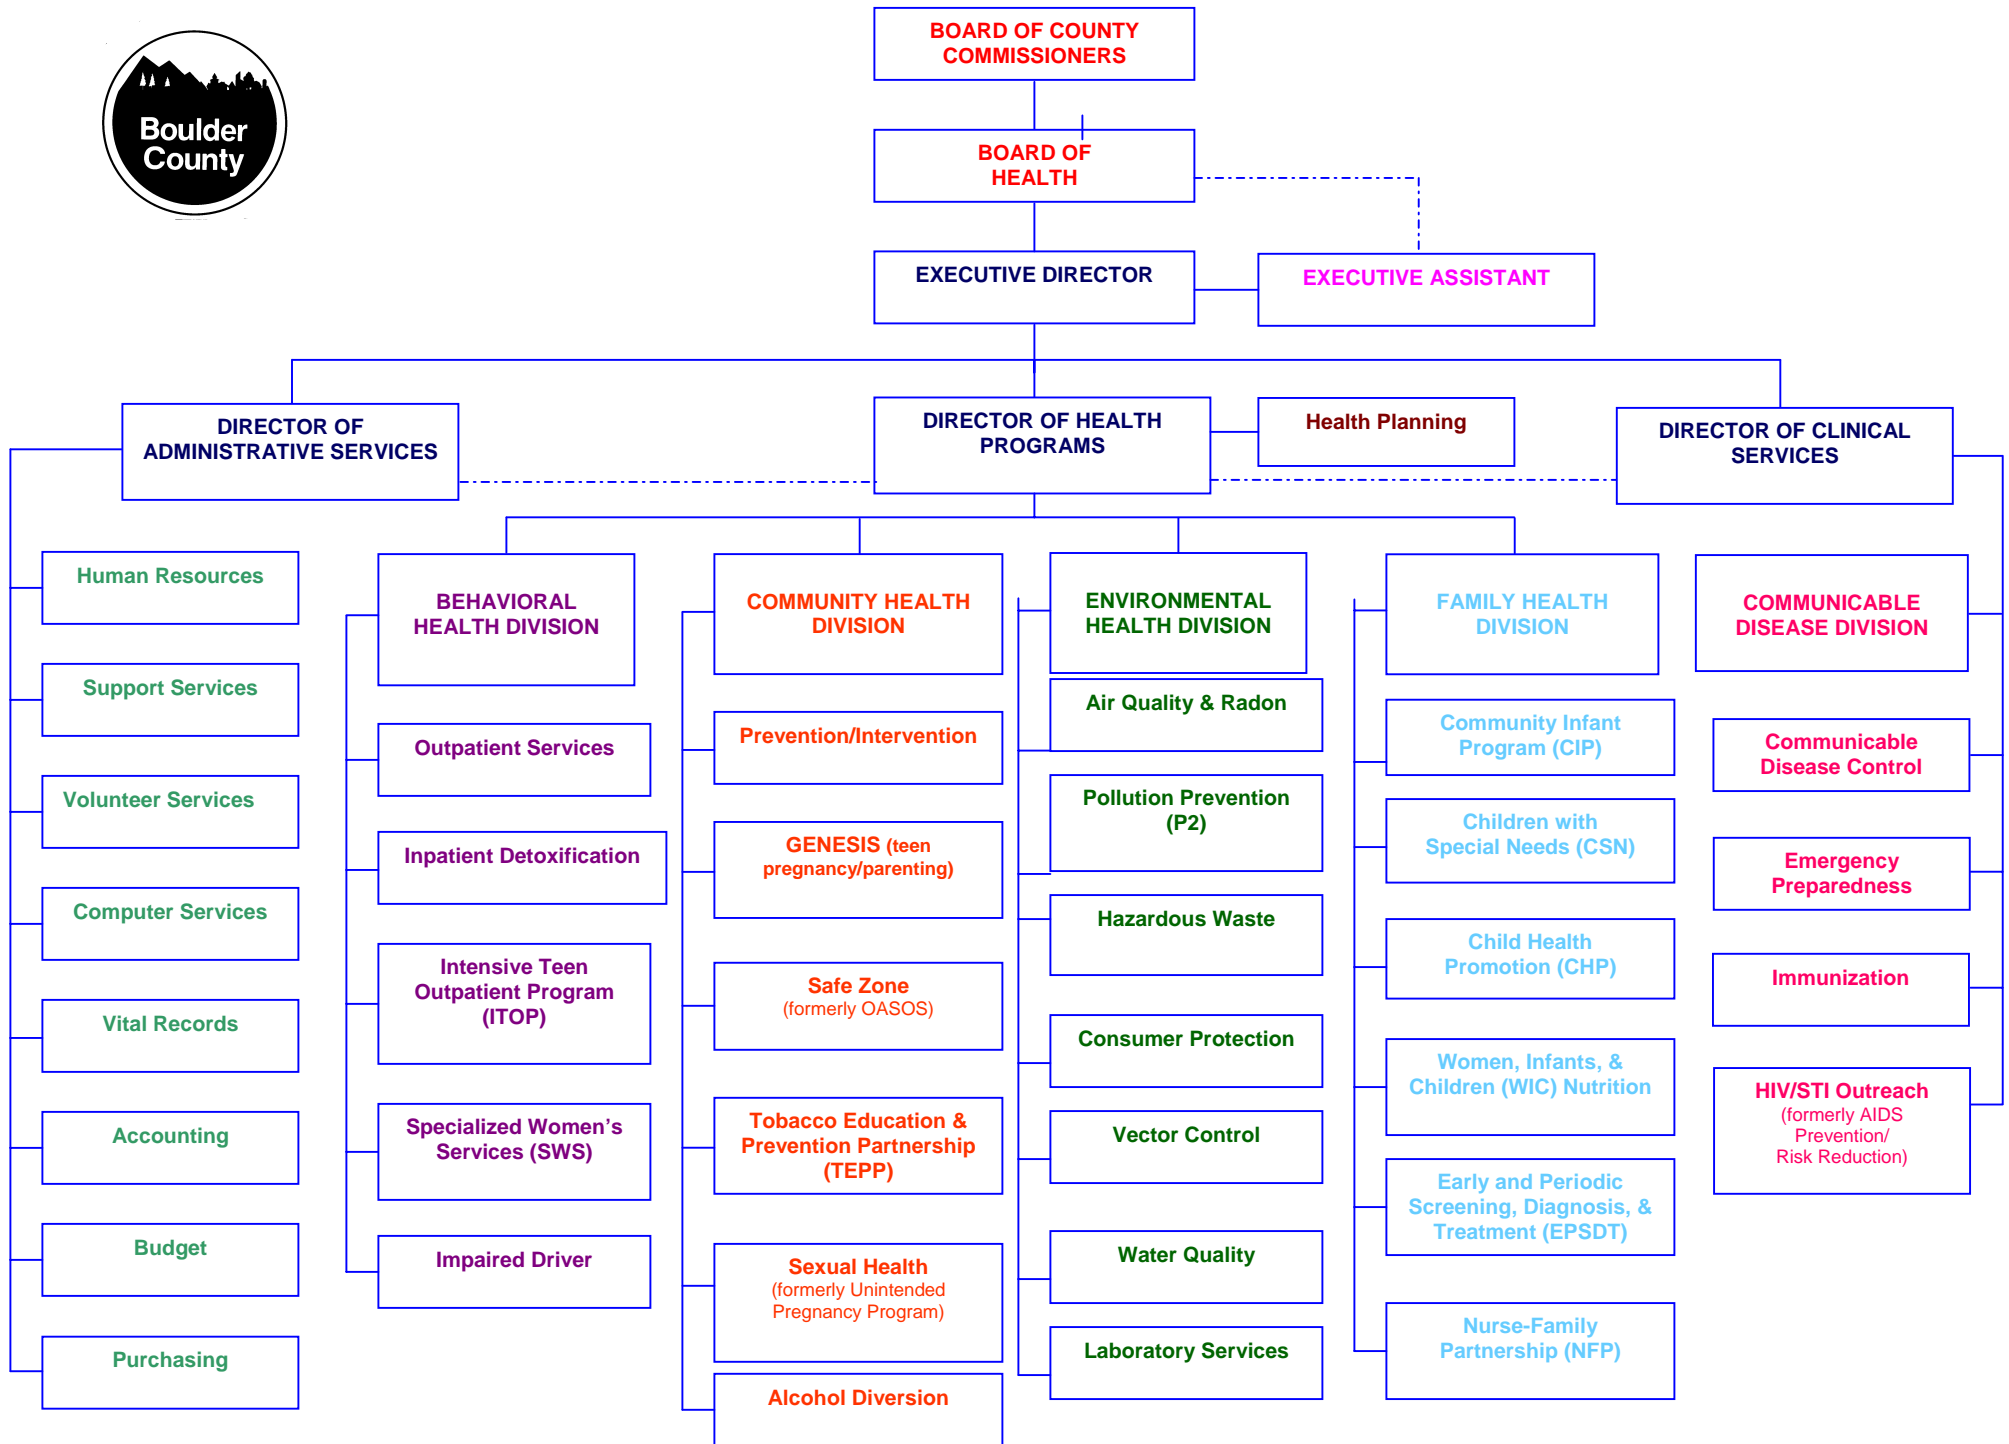 Boulder
County
BOARD OF COUNTY
COMMISSIONERS
BOARD OF
HEALTH
EXECUTIVE DIRECTOR
EXECUTIVE ASSISTANT
DIRECTOR OF
ADMINISTRATIVE SERVICES
DIRECTOR OF HEALTH
PROGRAMS
Health Planning
DIRECTOR OF CLINICAL
SERVICES
Human Resources
Support Services
Volunteer Services
Computer Services
Vital Records
Accounting
Budget
Purchasing
BEHAVIORAL
HEALTH DIVISION
Outpatient Services
Inpatient Detoxification
Intensive Teen
Outpatient Program
(ITOP)
Specialized Women’s
Services (SWS)
Impaired Driver
COMMUNITY HEALTH
DIVISION
Prevention/Intervention
GENESIS (teen
pregnancy/parenting)
Safe Zone
(formerly OASOS)
Tobacco Education &
Prevention Partnership
(TEPP)
Sexual Health
(formerly Unintended
Pregnancy Program)
Alcohol Diversion
ENVIRONMENTAL
HEALTH DIVISION
Air Quality & Radon
Pollution Prevention
(P2)
Hazardous Waste
Consumer Protection
Vector Control
Water Quality
Laboratory Services
FAMILY HEALTH
DIVISION
Community Infant
Program (CIP)
Children with
Special Needs (CSN)
Child Health
Promotion (CHP)
Women, Infants, &
Children (WIC) Nutrition
Early and Periodic
Screening, Diagnosis, &
Treatment (EPSDT)
Nurse-Family
Partnership (NFP)
COMMUNICABLE
DISEASE DIVISION
Communicable
Disease Control
Emergency
Preparedness
Immunization
HIV/STI Outreach
(formerly AIDS
Prevention/
Risk Reduction)